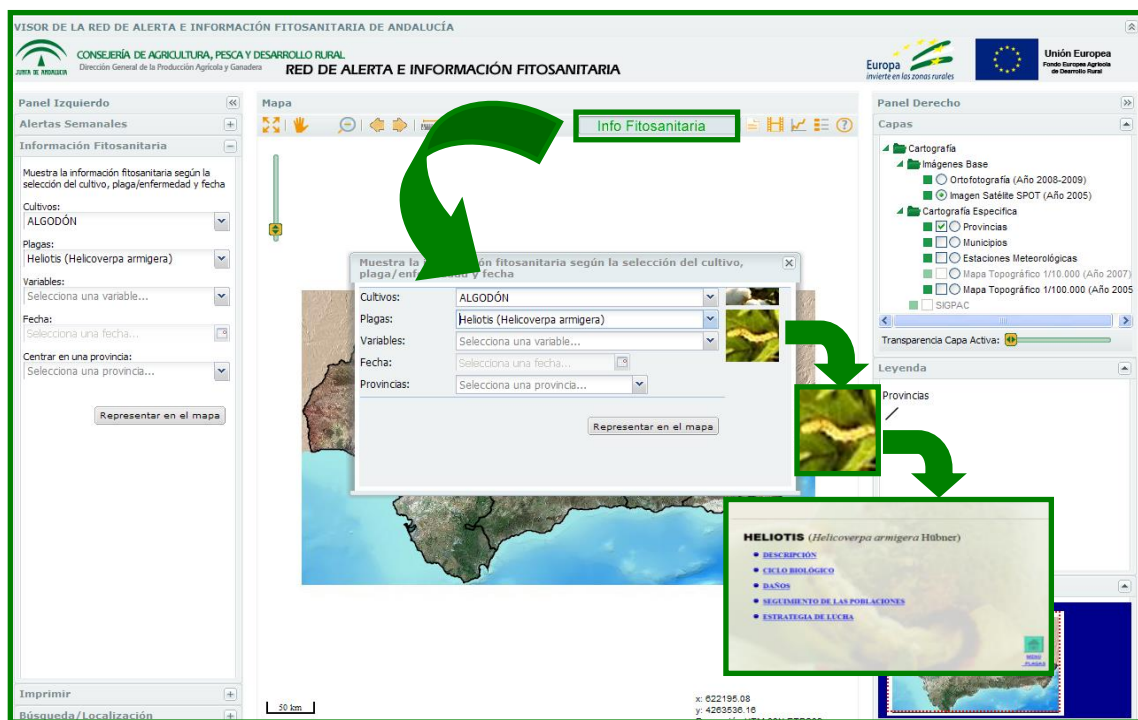 VISOR DE LA RED DE ALERTA E INFORMACIÓN FITOSANITARIA DE ANDALUCÍA
JUNTA DE ANDALUCIA
CONSEJERÍA DE AGRICULTURA, PESCA Y DESARROLLO RURAL
Dirección General de la Producción Agrícola y Ganadera
RED DE ALERTA E INFORMACIÓN FITOSANITARIA
Europa
invierte en las zonas rurales
Unión Europea
Fondo Europeo Agrícola
de Desarrollo Rural
Panel Izquierdo
Alertas Semanales
Información Fitosanitaria
Muestra la información fitosanitaria según la
selección del cultivo, plaga/enfermedad y fecha
Cultivos:
ALGODÓN
Plagas:
Heliotis (Helicoverpa armigera)
Variables:
Selecciona una variable...
Fecha:
Selecciona una fecha...
Centrar en una provincia:
Selecciona una provincia...
Representar en el mapa
Imprimir
Búsqueda/Localización
Mapa
Info Fitosanitaria
Muestra la información fitosanitaria según la selección del cultivo,
plaga/enfermedad y fecha
Cultivos:
ALGODÓN
Plagas:
Heliotis (Helicoverpa armigera)
Variables:
Selecciona una variable...
Fecha:
Selecciona una fecha...
Provincias:
Selecciona una provincia...
Representar en el mapa
50 km
x: 622195.08
y: 4263536.16
Panel Derecho
Capas
Cartografía
Imágenes Base
Ortofotografía (Año 2008-2009)
Imagen Satélite SPOT (Año 2005)
Cartografía Especifica
Provincias
Municipios
Estaciones Meteorológicas
Mapa Topográfico 1/10.000 (Año 2007)
Mapa Topográfico 1/100.000 (Año 2005
SIGPAC
Transparencia Capa Activa:
Leyenda
Provincias
HELIOTIS (Helicoverpa armigera Hübner)
DESCRIPCIÓN
CICLO BIOLÓGICO
DAÑOS
SEGUIMIENTO DE LAS POBLACIONES
ESTRATEGIA DE LUCHA
MENU
PLAGAS